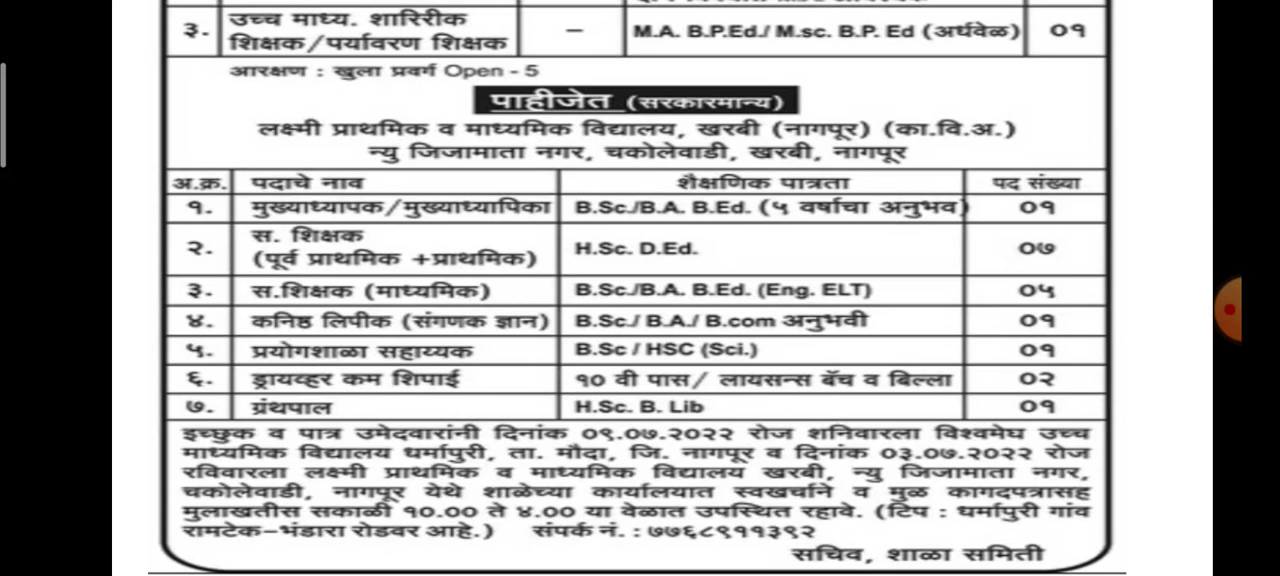 ३. उच्च माध्य. शारिरीक शिक्षक/पर्यावरण शिक्षक – M.A. B.P.Ed./ M.sc. B.P. Ed (अर्धवेळ) ०१
आरक्षण : खुला प्रवर्ग Open - 5
पाहीजेत (सरकारमान्य)
लक्ष्मी प्राथमिक व माध्यमिक विद्यालय, खरबी (नागपूर) (का.वि.अ.)
न्यु जिजामाता नगर, चकोलेवाडी, खरबी, नागपूर
अ.क्र. पदाचे नाव शैक्षणिक पात्रता पद संख्या
१. मुख्याध्यापक/मुख्याध्यापिका B.Sc./B.A. B.Ed. (५ वर्षाचा अनुभव) ०१
२. स. शिक्षक (पूर्व प्राथमिक +प्राथमिक) H.Sc. D.Ed. ०७
३. स.शिक्षक (माध्यमिक) B.Sc./B.A. B.Ed. (Eng. ELT) ०५
४. कनिष्ठ लिपीक (संगणक ज्ञान) B.Sc./ B.A./ B.com अनुभवी ०१
५. प्रयोगशाळा सहाय्यक B.Sc / HSC (Sci.) ०१
६. ड्रायव्हर कम शिपाई १० वी पास/ लायसन्स बॅच व बिल्ला ०२
७. ग्रंथपाल H.Sc. B. Lib ०१
इच्छुक व पात्र उमेदवारांनी दिनांक ०९.०७.२०२२ रोज शनिवारला विश्वमेघ उच्च
माध्यमिक विद्यालय धर्मापुरी, ता. मौदा, जि. नागपूर व दिनांक ०३.०७.२०२२ रोज
रविवारला लक्ष्मी प्राथमिक व माध्यमिक विद्यालय खरबी, न्यु जिजामाता नगर,
चकोलेवाडी, नागपूर येथे शाळेच्या कार्यालयात स्वखर्चाने व मुळ कागदपत्रासह
मुलाखतीस सकाळी १०.०० ते ४.०० या वेळात उपस्थित रहावे. (टिप : धर्मापुरी गांव
रामटेक–भंडारा रोडवर आहे.) संपर्क नं. : ७७६८९११३९२
सचिव, शाळा समिती